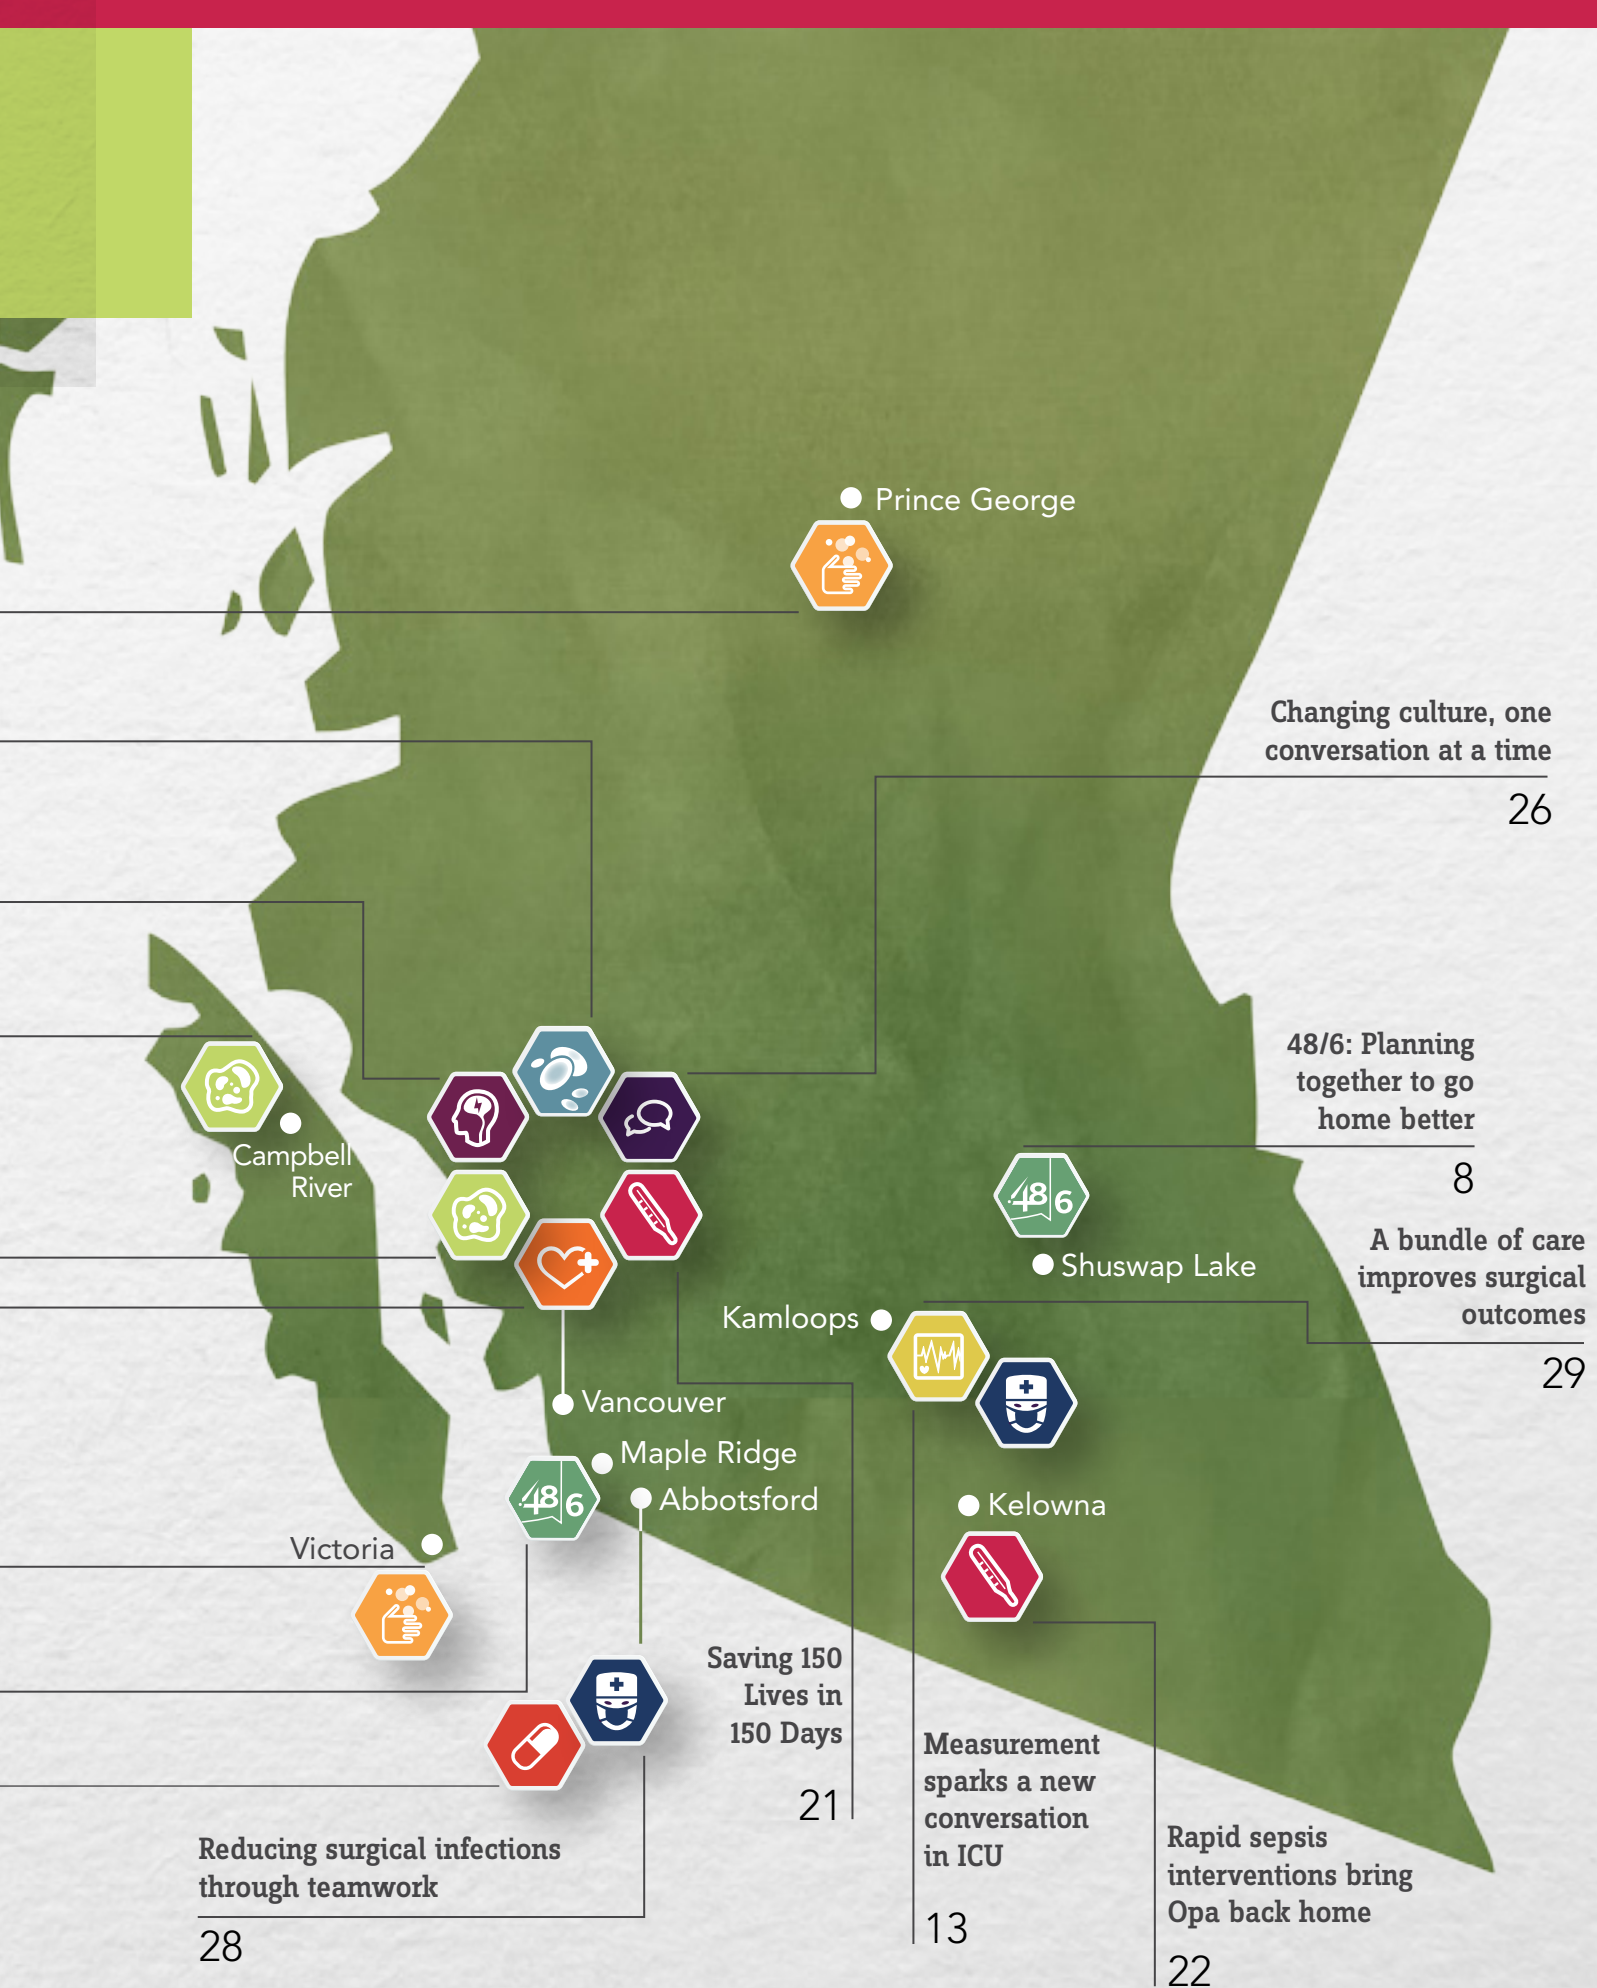 Prince George
Changing culture, one
conversation at a time
26
48/6: Planning
together to go
home better
8
Campbell
River
48 6
Shuswap Lake
A bundle of care
improves surgical
outcomes
29
Kamloops
Vancouver
Maple Ridge
48 6
Abbotsford
Kelowna
Victoria
Saving 150
Lives in
150 Days
21
Measurement
sparks a new
conversation
in ICU
13
Rapid sepsis
interventions bring
Opa back home
22
Reducing surgical infections
through teamwork
28